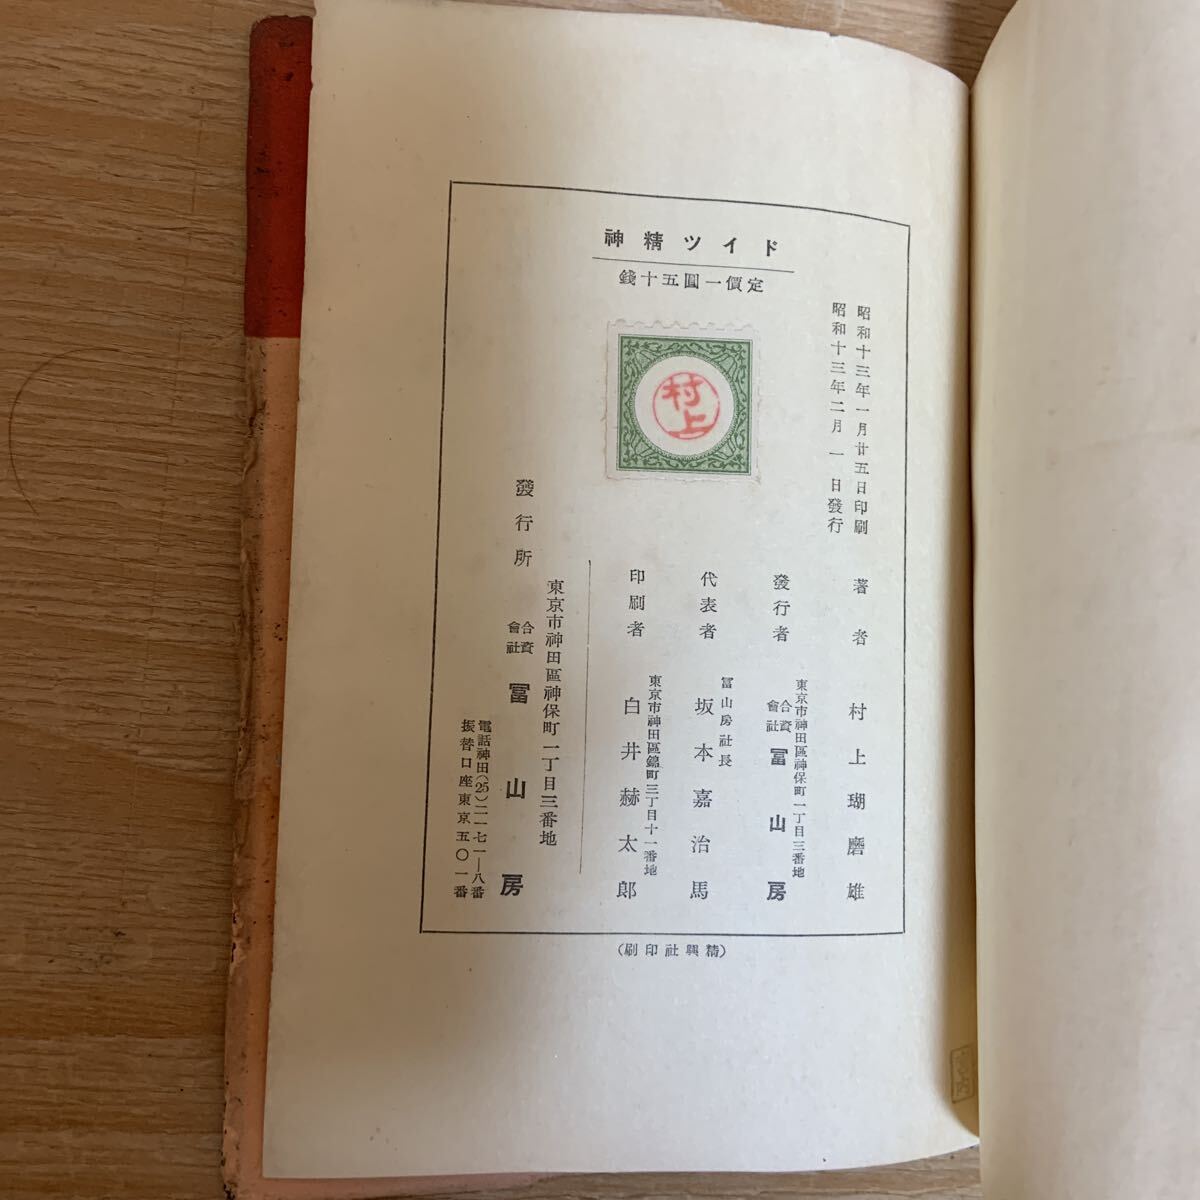 ドイツ精神
定價一圓五十錢
昭和十三年一月廿五日印刷
昭和十三年二月一日發行
村上
著者 村上瑚磨雄
東京市神田區神保町一丁目三番地
發行者 合資會社 冨山房
冨山房社長
代表者 坂本嘉治馬
東京市神田區錦町三丁目十一番地
印刷者 白井赫太郎
東京市神田區神保町一丁目三番地
發行所 合資會社 冨山房
電話神田(25)二一七一―八番
振替口座東京五〇一番
(精興社印刷)